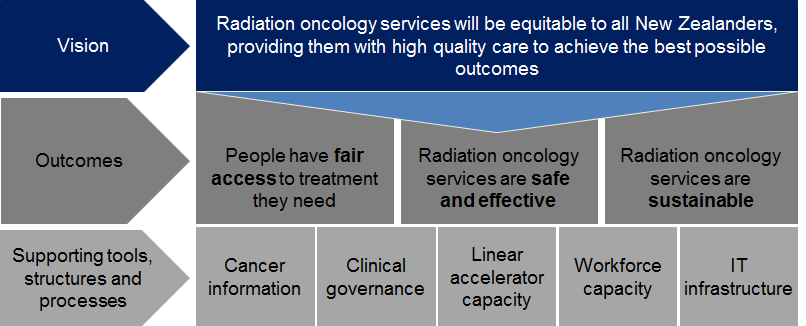 Vision
Radiation oncology services will be equitable to all New Zealanders,
providing them with high quality care to achieve the best possible
outcomes
Outcomes
People have fair
access to treatment
they need
Radiation oncology
services are safe
and effective
Radiation oncology
services are
sustainable
Supporting tools,
structures and
processes
Cancer
information
Clinical
governance
Linear
accelerator
capacity
Workforce
capacity
IT
infrastructure